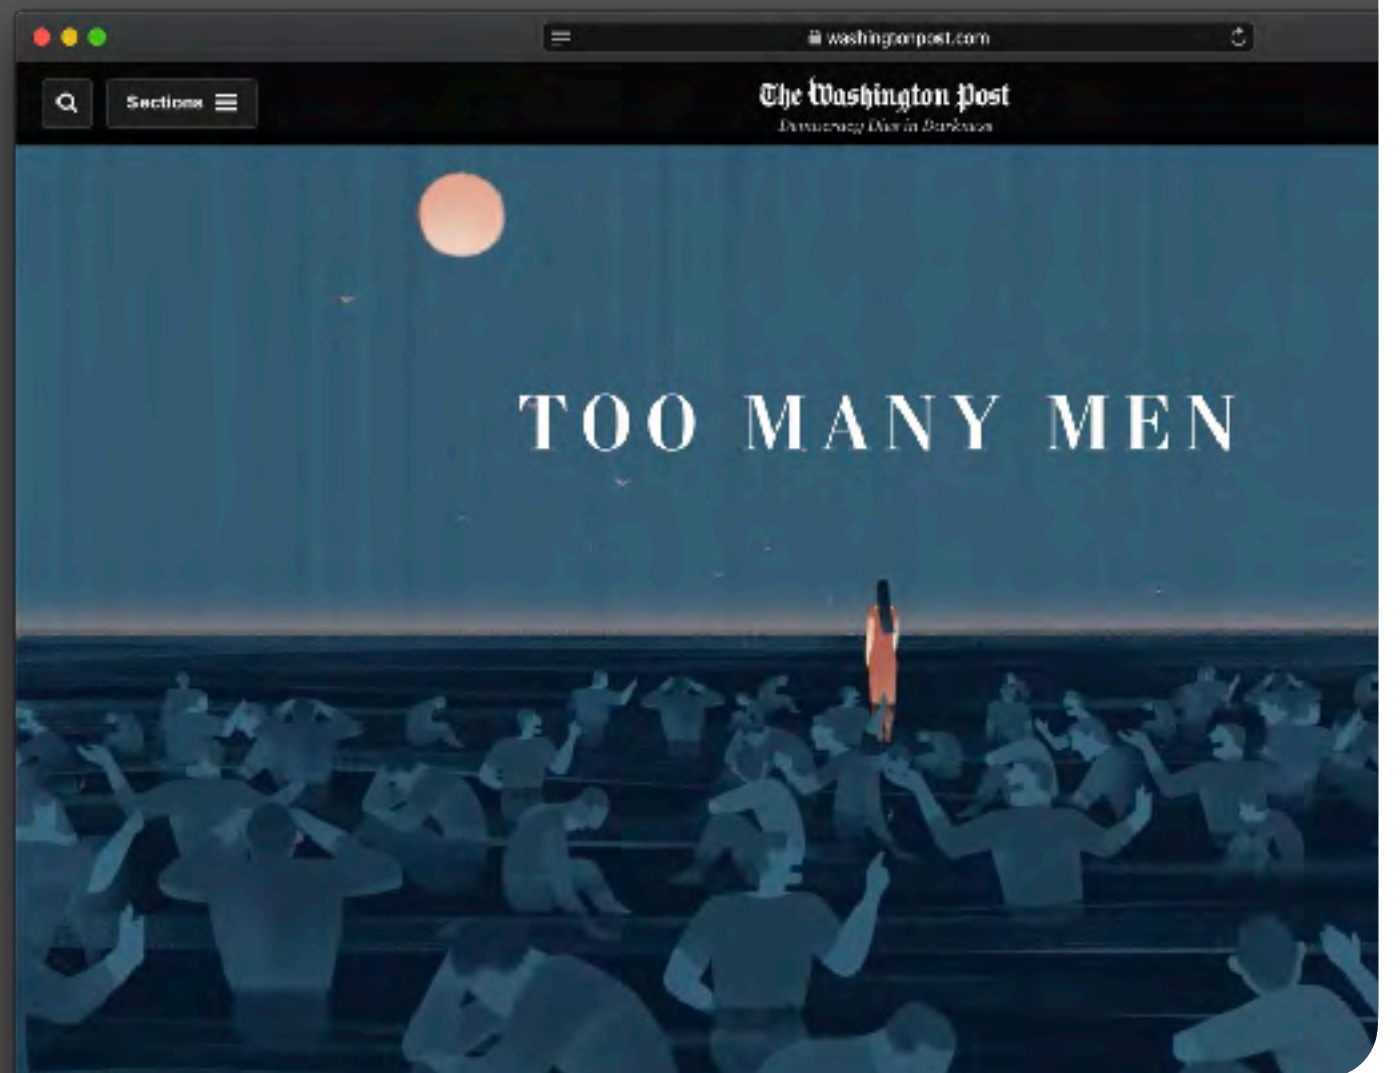 washingtonpost.com
Sections
The Washington Post
Democracy Dies in Darkness
TOO MANY MEN